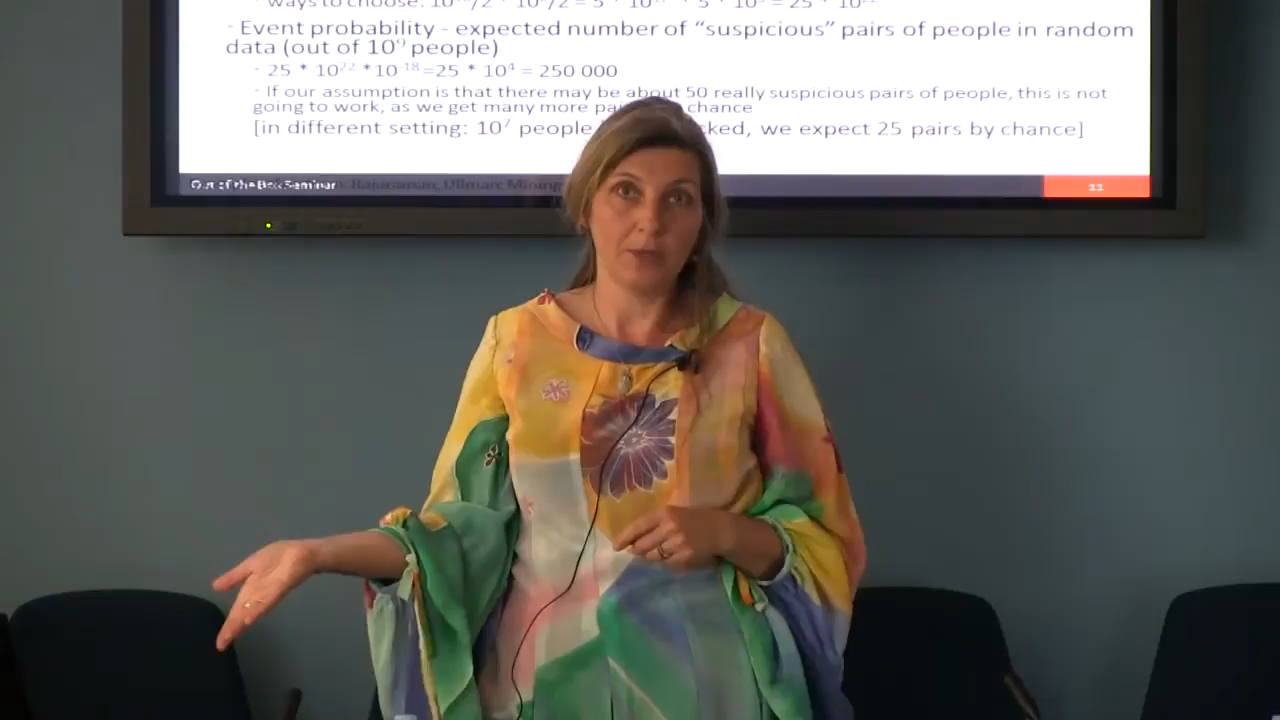 ways to choose:
- Event probability - expected number of “suspicious” pairs of people in random
data (out of 10⁹ people)
- 25 * 10²² *10⁻¹⁸=25 * 10⁴ = 250 000
- If our assumption is that there may be about 50 really suspicious pairs of people, this is not
going to work, as we get many more chance
[in different setting: 10⁷ people we expect 25 pairs by chance]
Out of the Box Seminar Rajaraman, Ullman: Mining
11